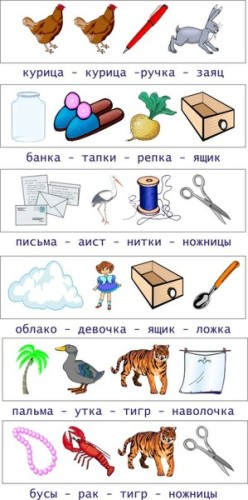 курица - курица -ручка - заяц
банка - тапки - репка - ящик
письма - аист - нитки - ножницы
облако - девочка - ящик - ложка
пальма - утка - тигр - наволочка
бусы - рак - тигр - ножницы